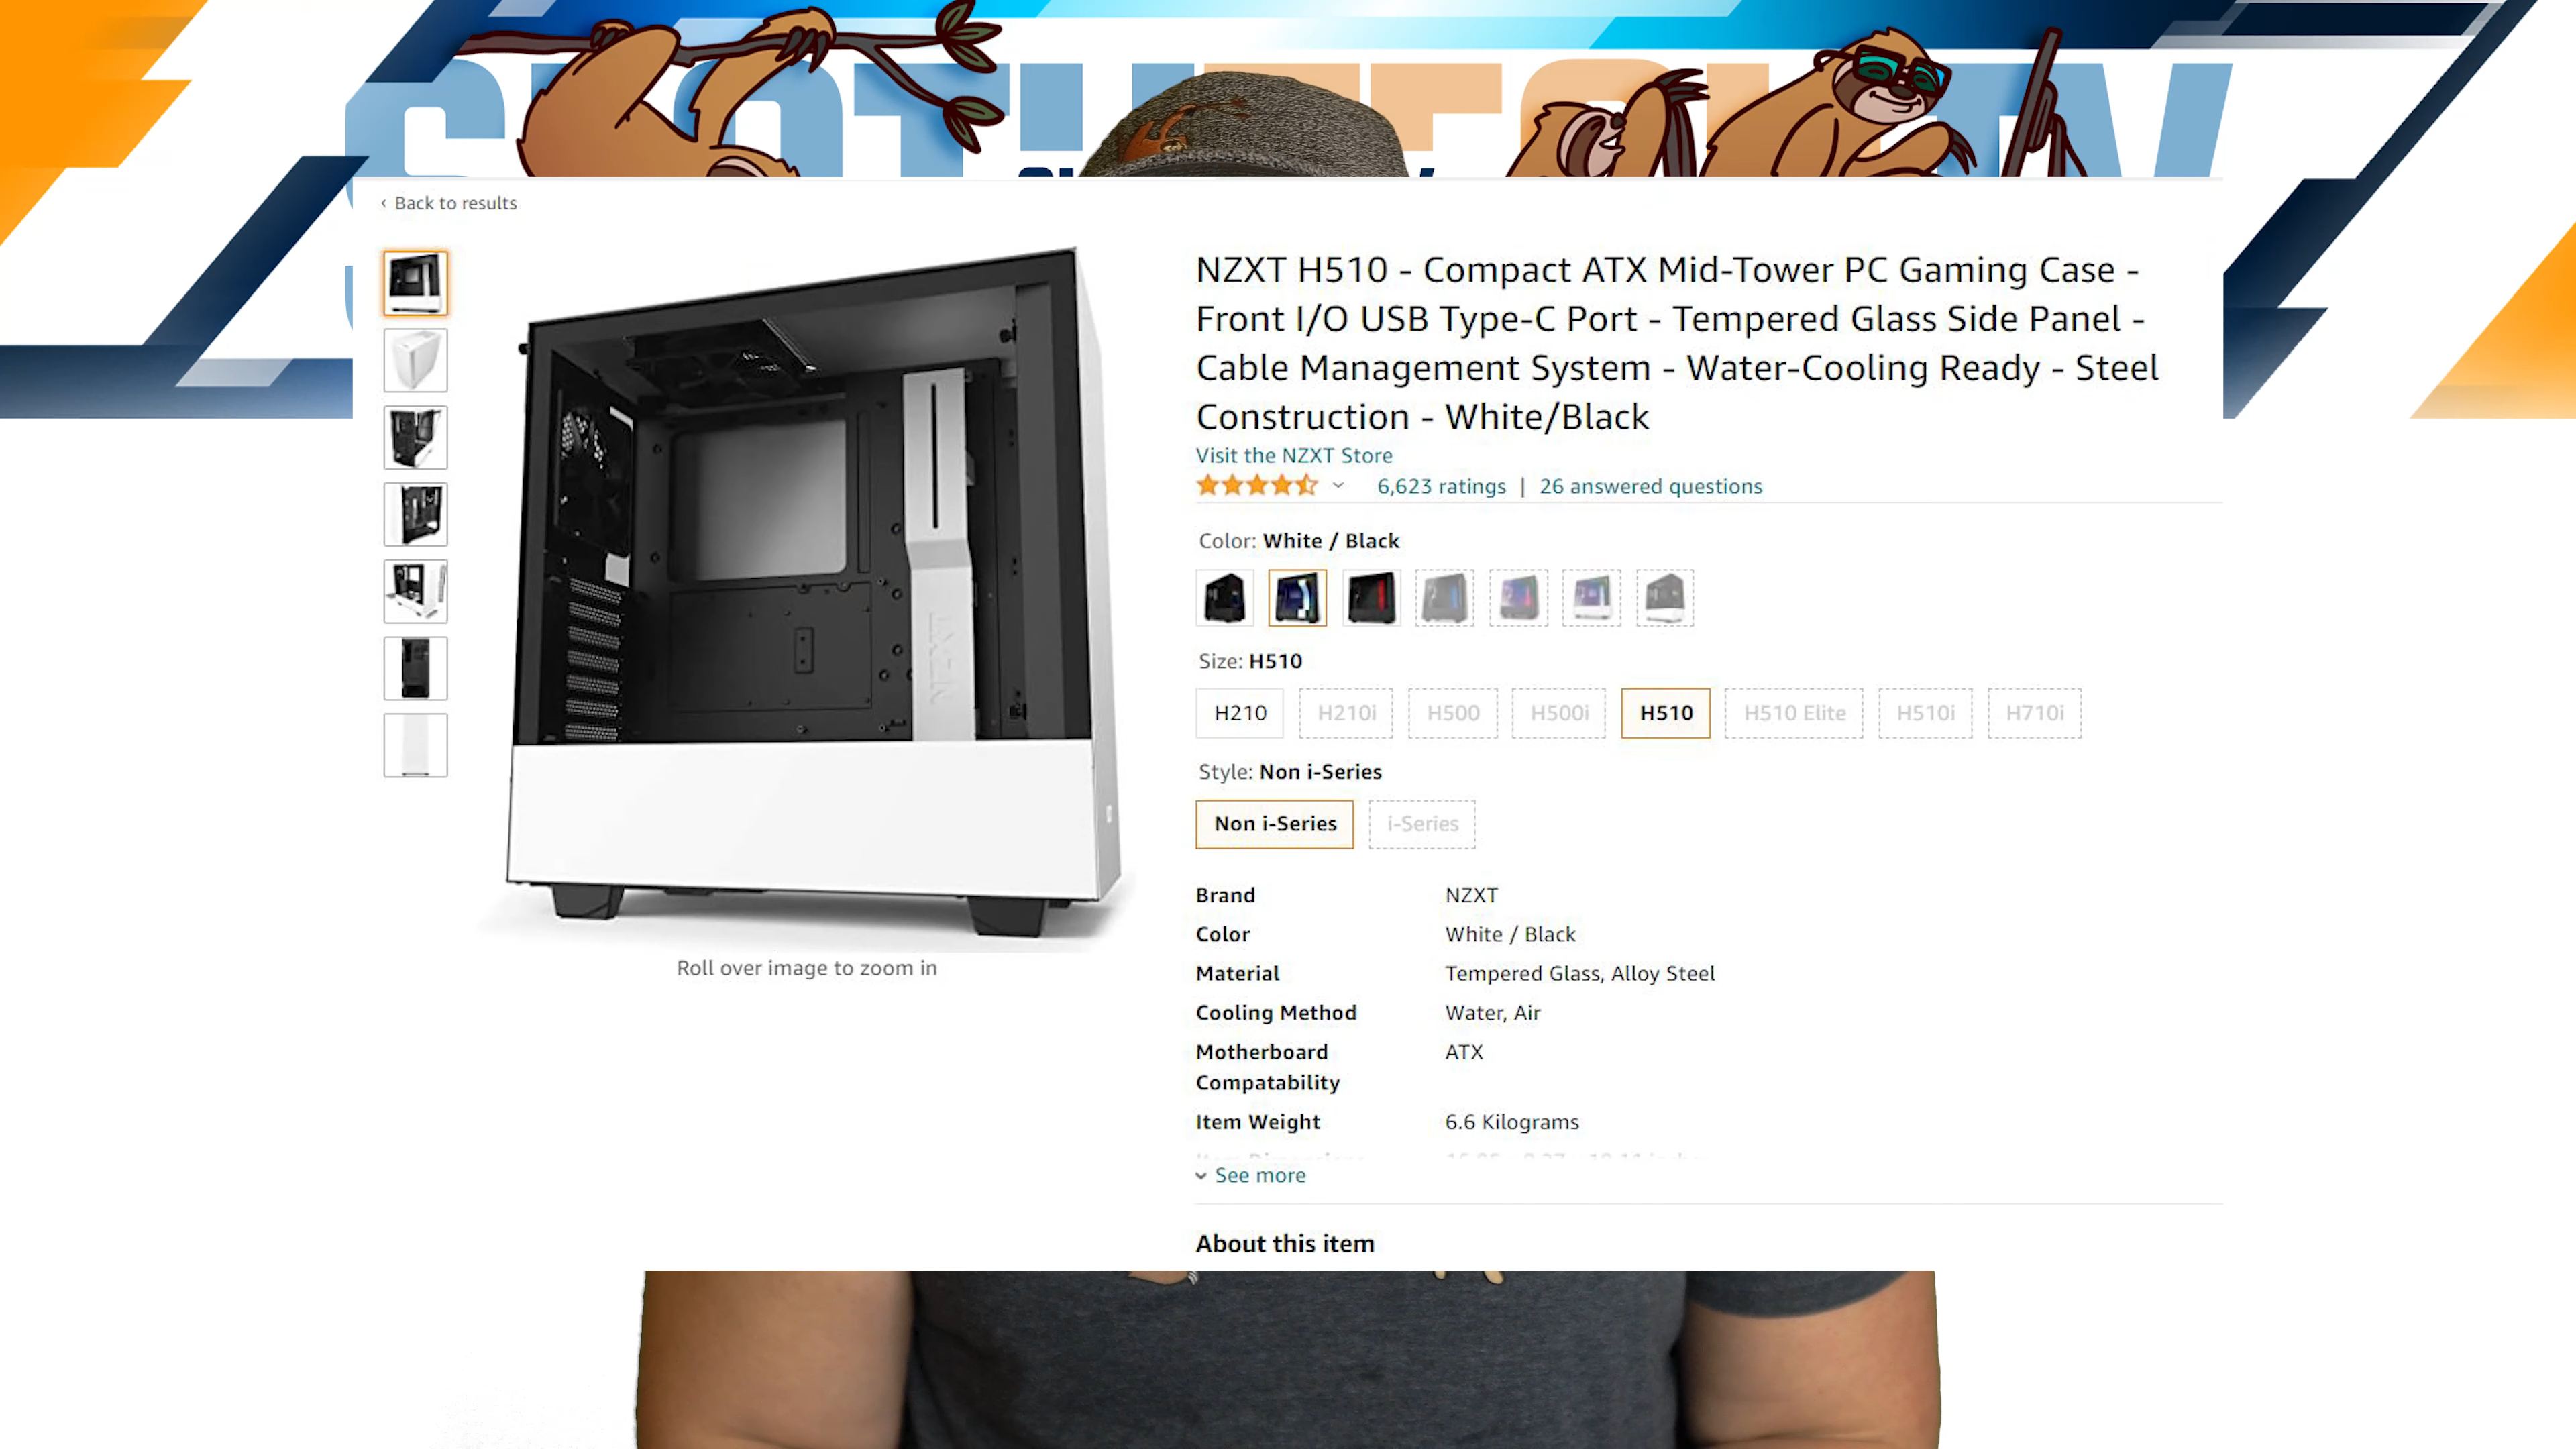 ‹ Back to results
NZXT H510 - Compact ATX Mid-Tower PC Gaming Case -
Front I/O USB Type-C Port - Tempered Glass Side Panel -
Cable Management System - Water-Cooling Ready - Steel
Construction - White/Black
Visit the NZXT Store
6,623 ratings | 26 answered questions
Color: White / Black
Size: H510
H210 H210i H500 H500i H510 H510 Elite H510i H710i
Style: Non i-Series
Non i-Series i-Series
Brand NZXT
Color White / Black
Material Tempered Glass, Alloy Steel
Cooling Method Water, Air
Motherboard ATX
Compatability
Item Weight 6.6 Kilograms
See more
About this item
Roll over image to zoom in
NZXT